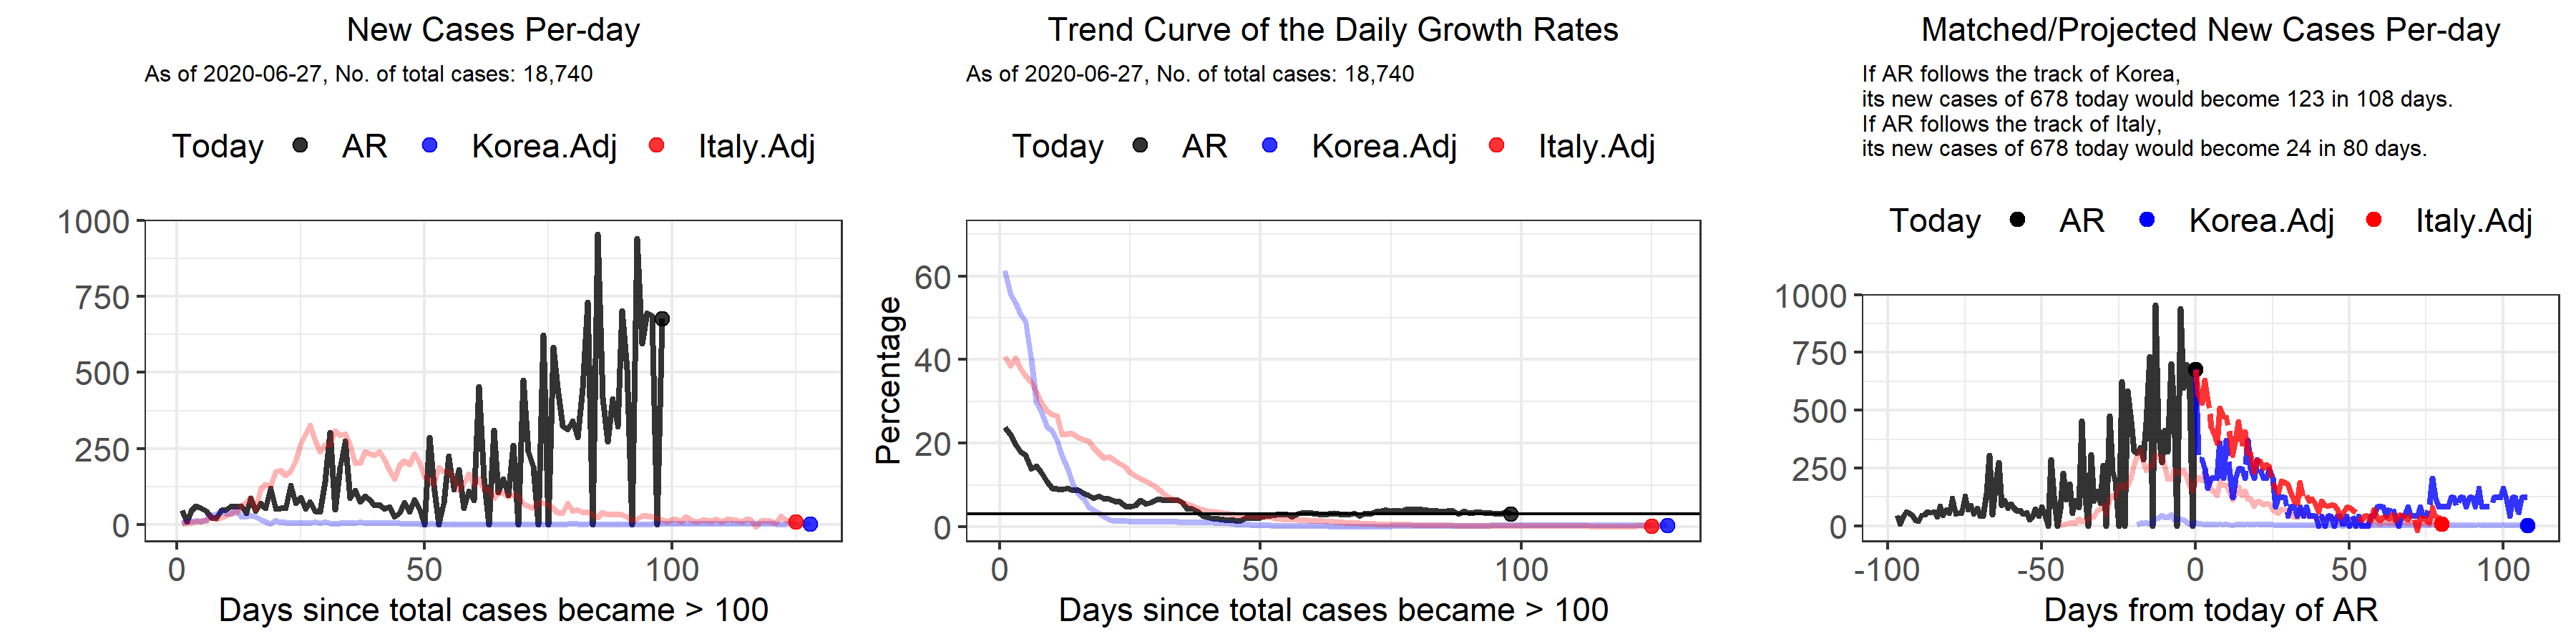 New Cases Per-day
As of 2020-06-27, No. of total cases: 18,740
Today AR Korea.Adj Italy.Adj
1000
750
500
250
0
0 50 100
Days since total cases became > 100
Trend Curve of the Daily Growth Rates
As of 2020-06-27, No. of total cases: 18,740
Today AR Korea.Adj Italy.Adj
Percentage
60
40
20
0
0 50 100
Days since total cases became > 100
Matched/Projected New Cases Per-day
If AR follows the track of Korea,
its new cases of 678 today would become 123 in 108 days.
If AR follows the track of Italy,
its new cases of 678 today would become 24 in 80 days.
Today AR Korea.Adj Italy.Adj
1000
750
500
250
0
-100 -50 0 50 100
Days from today of AR